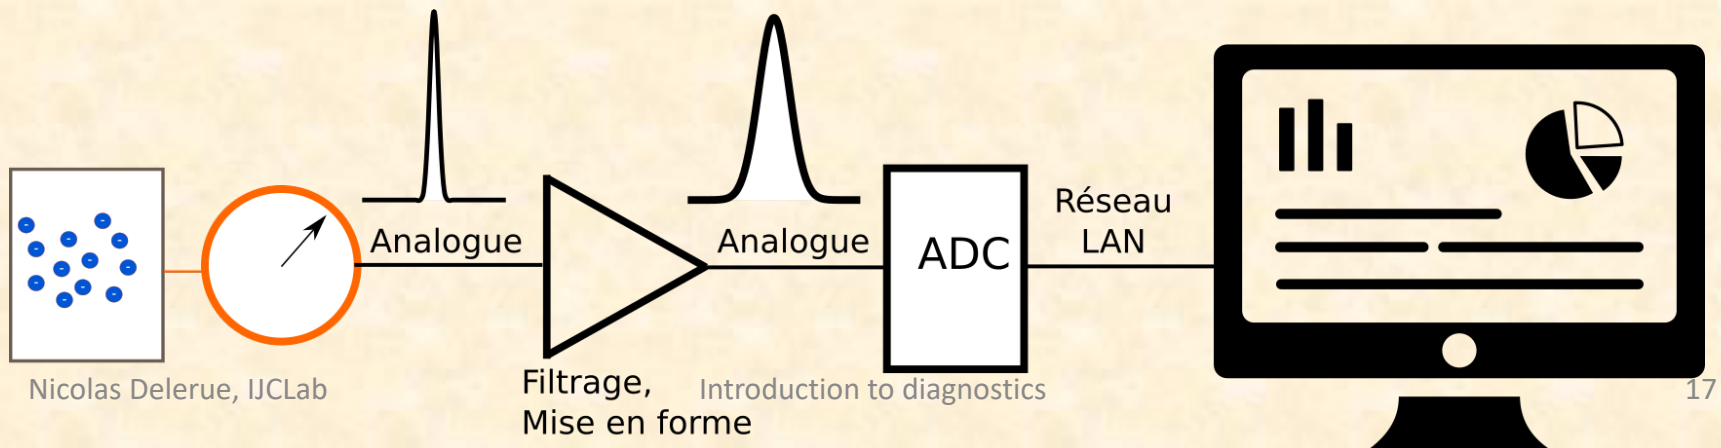 Analogue
Analogue
ADC
Réseau
LAN
Filtrage,
Mise en forme
Nicolas Delerue, IJCLab
Introduction to diagnostics
17